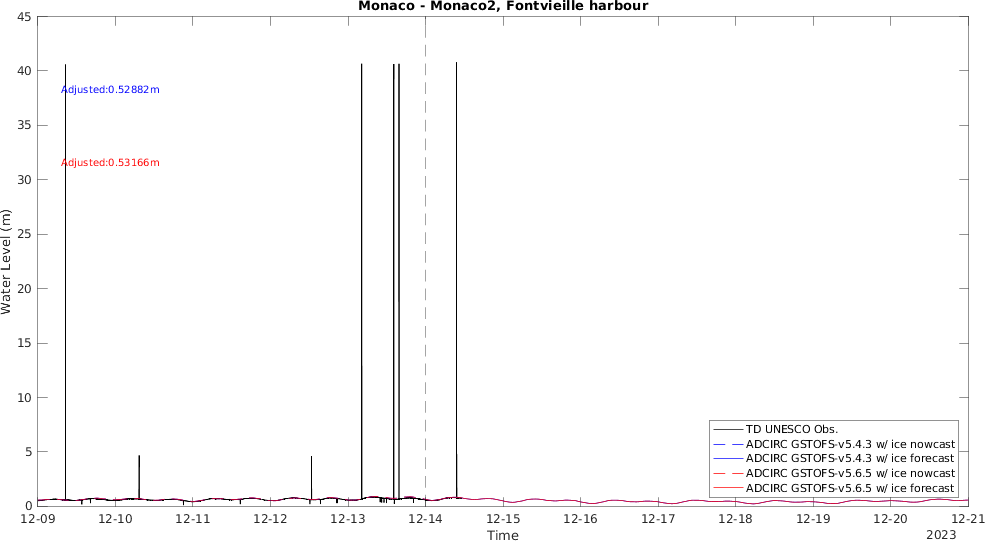 Monaco - Monaco2, Fontvieille harbour
45
40
35
30
25
20
15
10
5
0
Water Level (m)
Adjusted:0.52882m
Adjusted:0.53166m
TD UNESCO Obs.
ADCIRC GSTOFS-v5.4.3 w/ ice nowcast
ADCIRC GSTOFS-v5.4.3 w/ ice forecast
ADCIRC GSTOFS-v5.6.5 w/ ice nowcast
ADCIRC GSTOFS-v5.6.5 w/ ice forecast
12-09 12-10 12-11 12-12 12-13 12-14 12-15 12-16 12-17 12-18 12-19 12-20 12-21
Time
2023